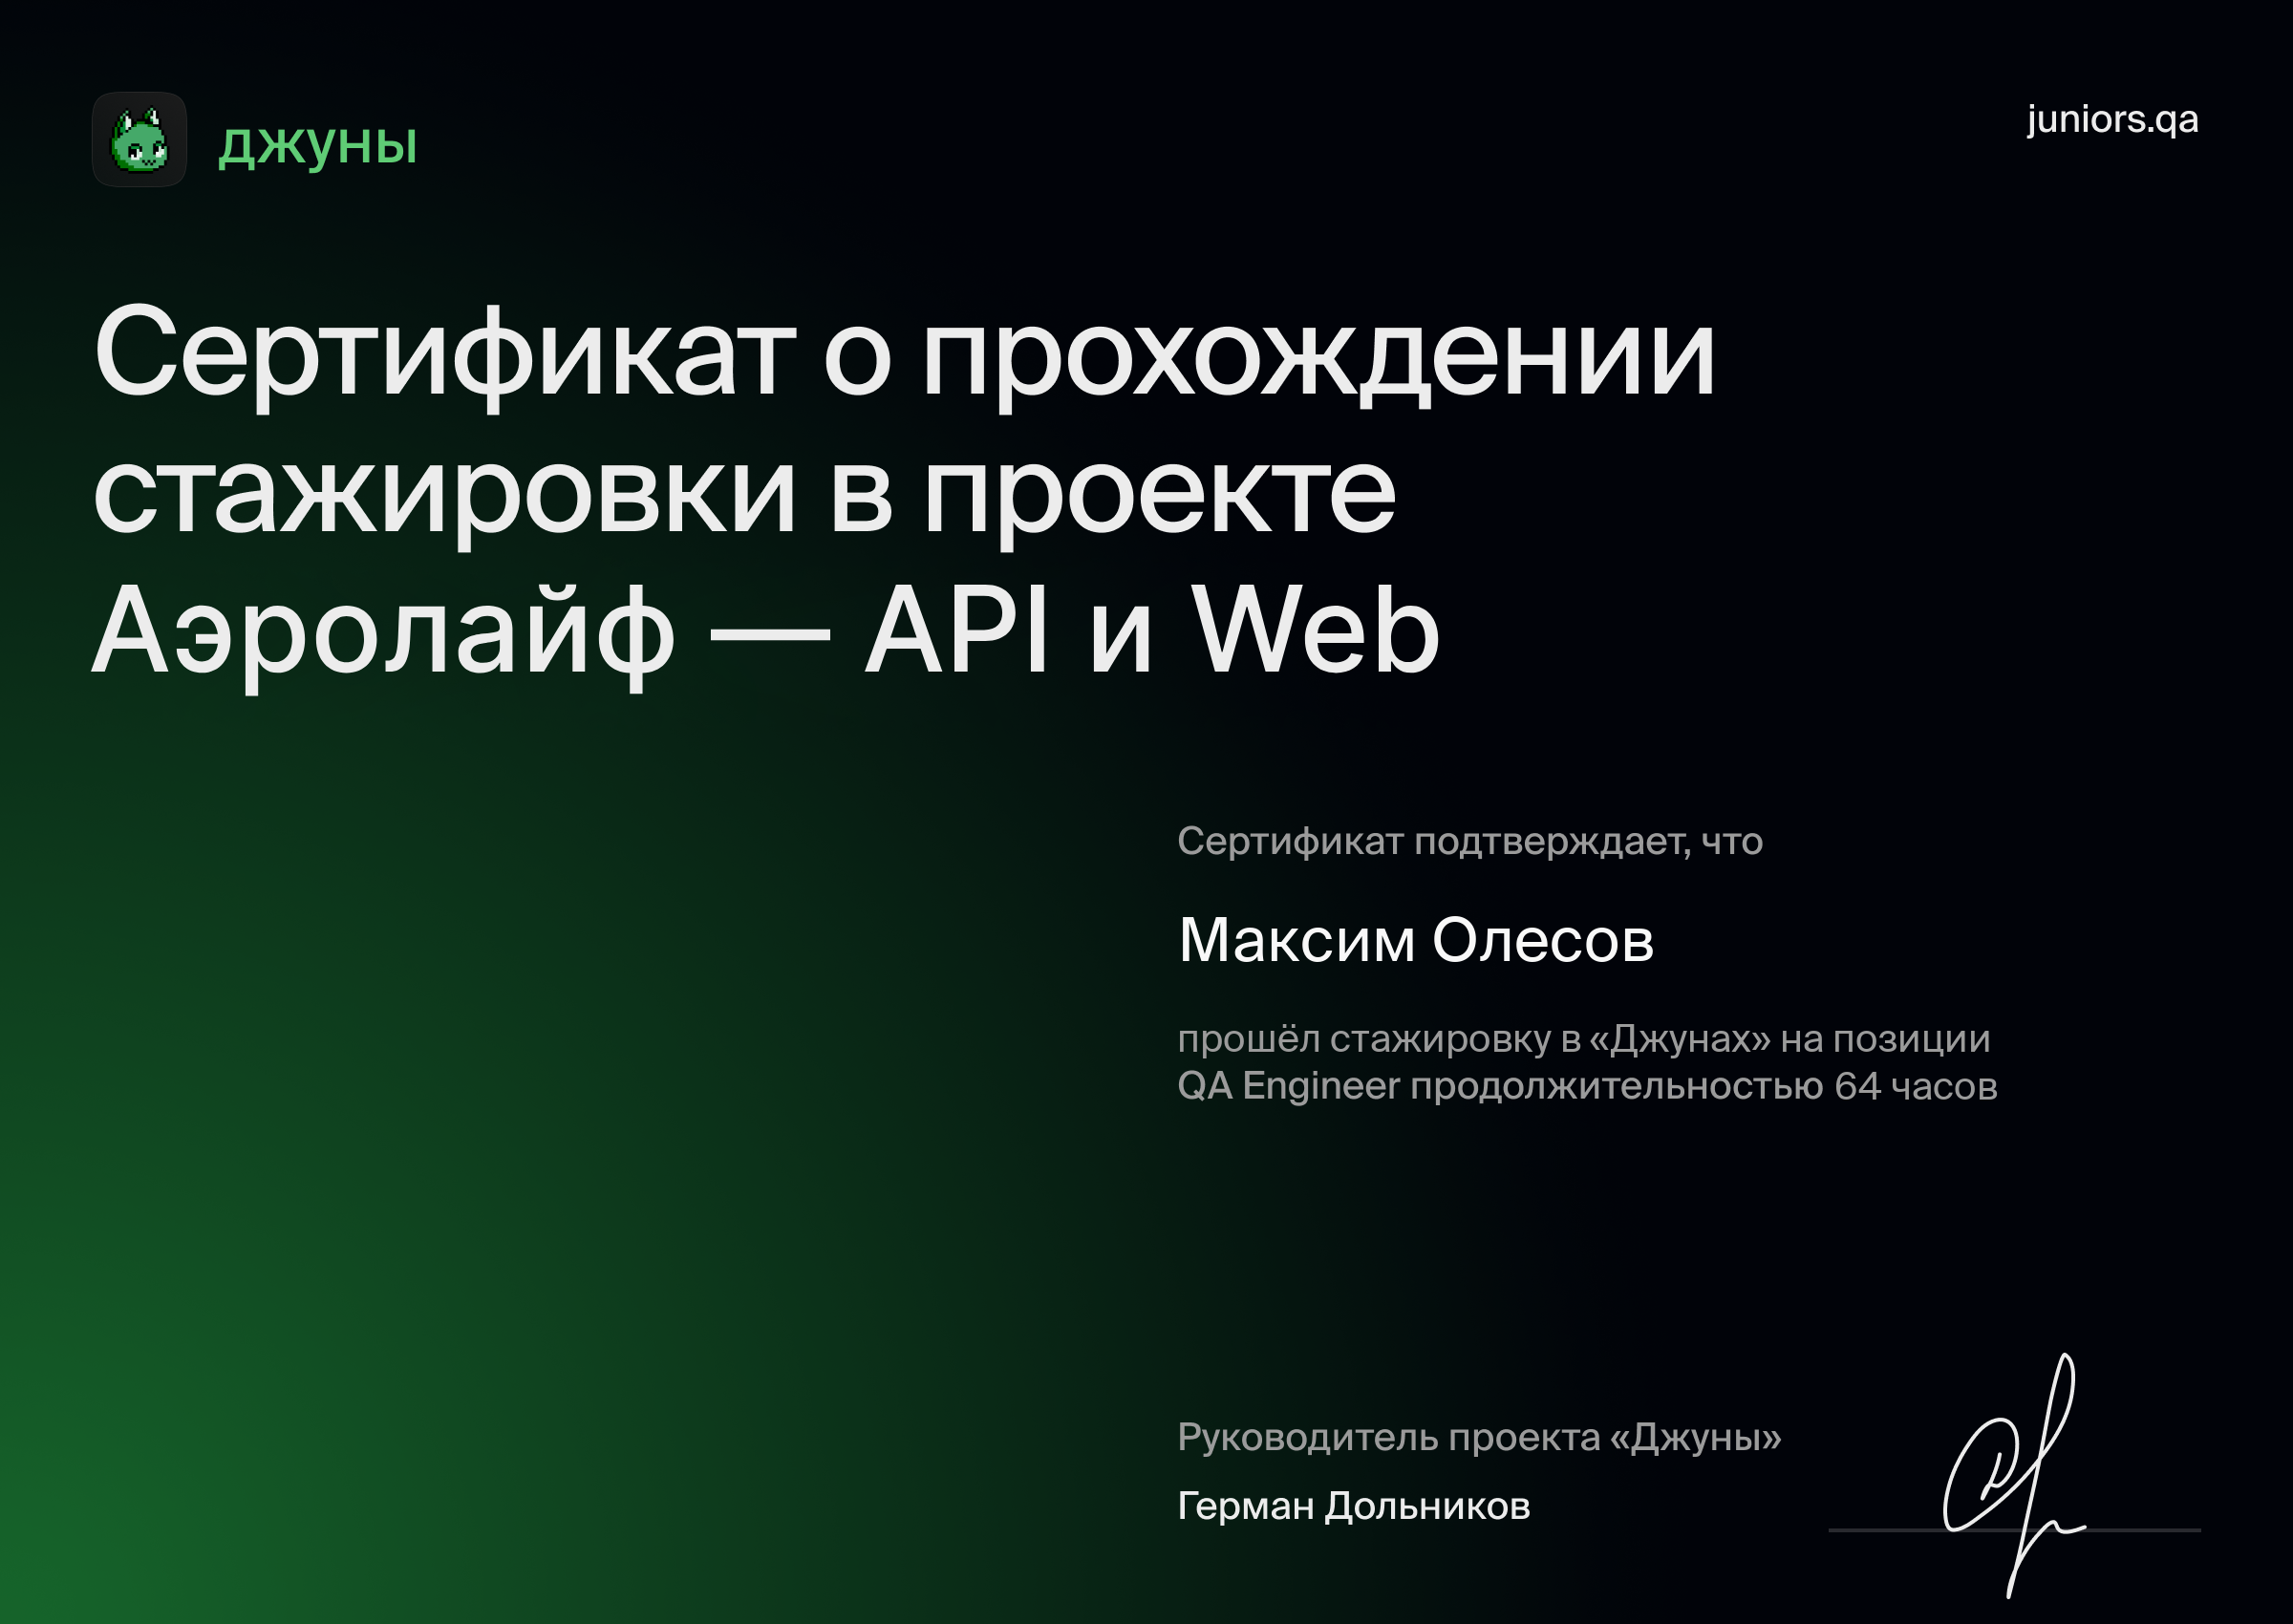 джуны
juniors.qa
Сертификат о прохождении
стажировки в проекте
Аэролайф — API и Web
Сертификат подтверждает, что
Максим Олесов
прошёл стажировку в «Джунах» на позиции
QA Engineer продолжительностью 64 часов
Руководитель проекта «Джуны»
Герман Дольников